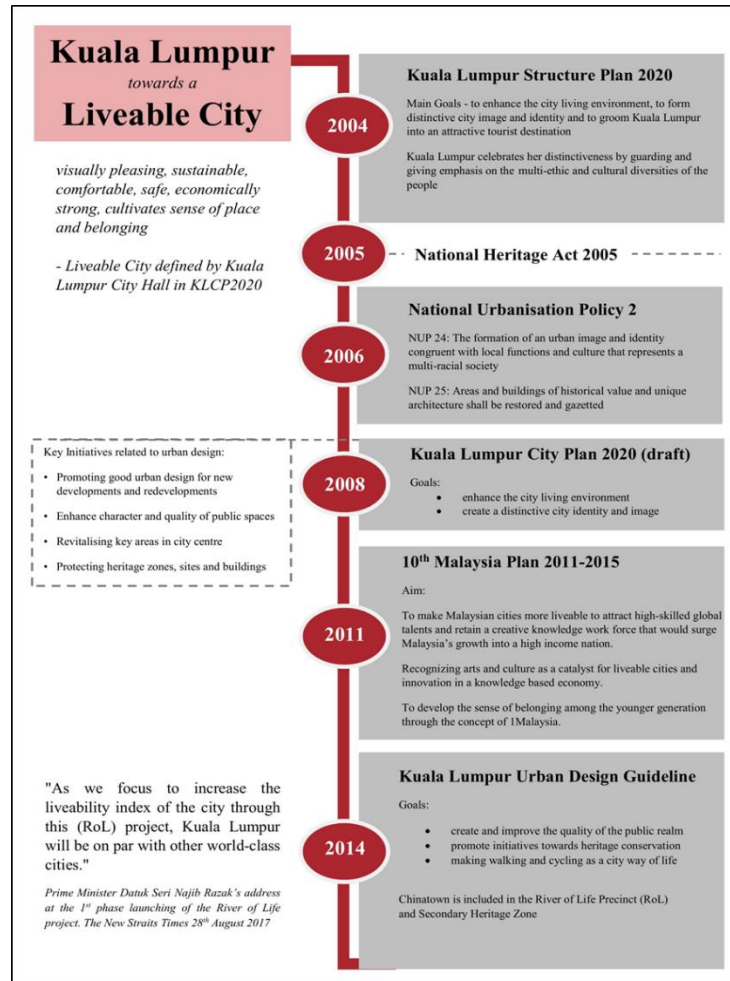 Kuala Lumpur
towards a
Liveable City
visually pleasing, sustainable,
comfortable, safe, economically
strong, cultivates sense of place
and belonging
- Liveable City defined by Kuala
Lumpur City Hall in KLCP2020
2004
Kuala Lumpur Structure Plan 2020
Main Goals - to enhance the city living environment, to form
distinctive city image and identity and to groom Kuala Lumpur
into an attractive tourist destination
Kuala Lumpur celebrates her distinctiveness by guarding and
giving emphasis on the multi-ethnic and cultural diversities of the
people
2005
National Heritage Act 2005
2006
National Urbanisation Policy 2
NUP 24: The formation of an urban image and identity
congruent with local functions and culture that represents a
multi-racial society
NUP 25: Areas and buildings of historical value and unique
architecture shall be restored and gazetted
Key Initiatives related to urban design:
• Promoting good urban design for new
developments and redevelopments
• Enhance character and quality of public spaces
• Revitalising key areas in city centre
• Protecting heritage zones, sites and buildings
2008
Kuala Lumpur City Plan 2020 (draft)
Goals:
• enhance the city living environment
• create a distinctive city identity and image
2011
10th Malaysia Plan 2011-2015
Aim:
To make Malaysian cities more liveable to attract high-skilled global
talents and retain a creative knowledge work force that would surge
Malaysia's growth into a high income nation.
Recognizing arts and culture as a catalyst for liveable cities and
innovation in a knowledge based economy.
To develop the sense of belonging among the younger generation
through the concept of 1Malaysia.
"As we focus to increase the
liveability index of the city through
this (RoL) project, Kuala Lumpur
will be on par with other world-class
cities."
Prime Minister Datuk Seri Najib Razak's address
at the 1st phase launching of the River of Life
project. The New Straits Times 28th August 2017
2014
Kuala Lumpur Urban Design Guideline
Goals:
• create and improve the quality of the public realm
• promote initiatives towards heritage conservation
• making walking and cycling as a city way of life
Chinatown is included in the River of Life Precinct (RoL)
and Secondary Heritage Zone